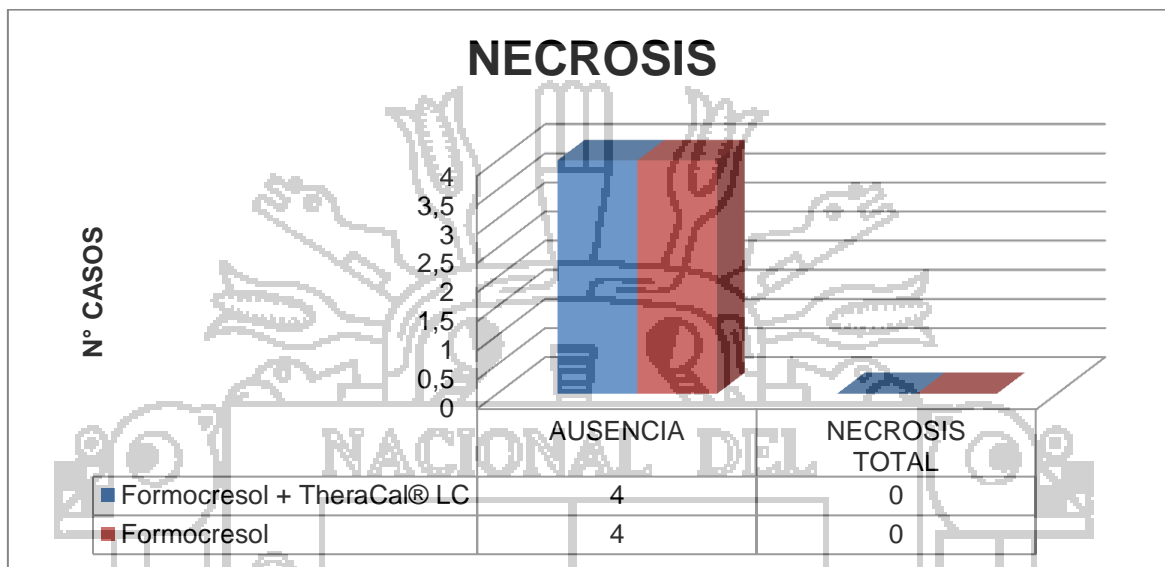 NECROSIS
N° CASOS
4
3,5
3
2,5
2
1,5
1
0,5
0
AUSENCIA
NECROSIS
TOTAL
NACIONAL DEL
Formocresol + TheraCal® LC 4 0
Formocresol 4 0